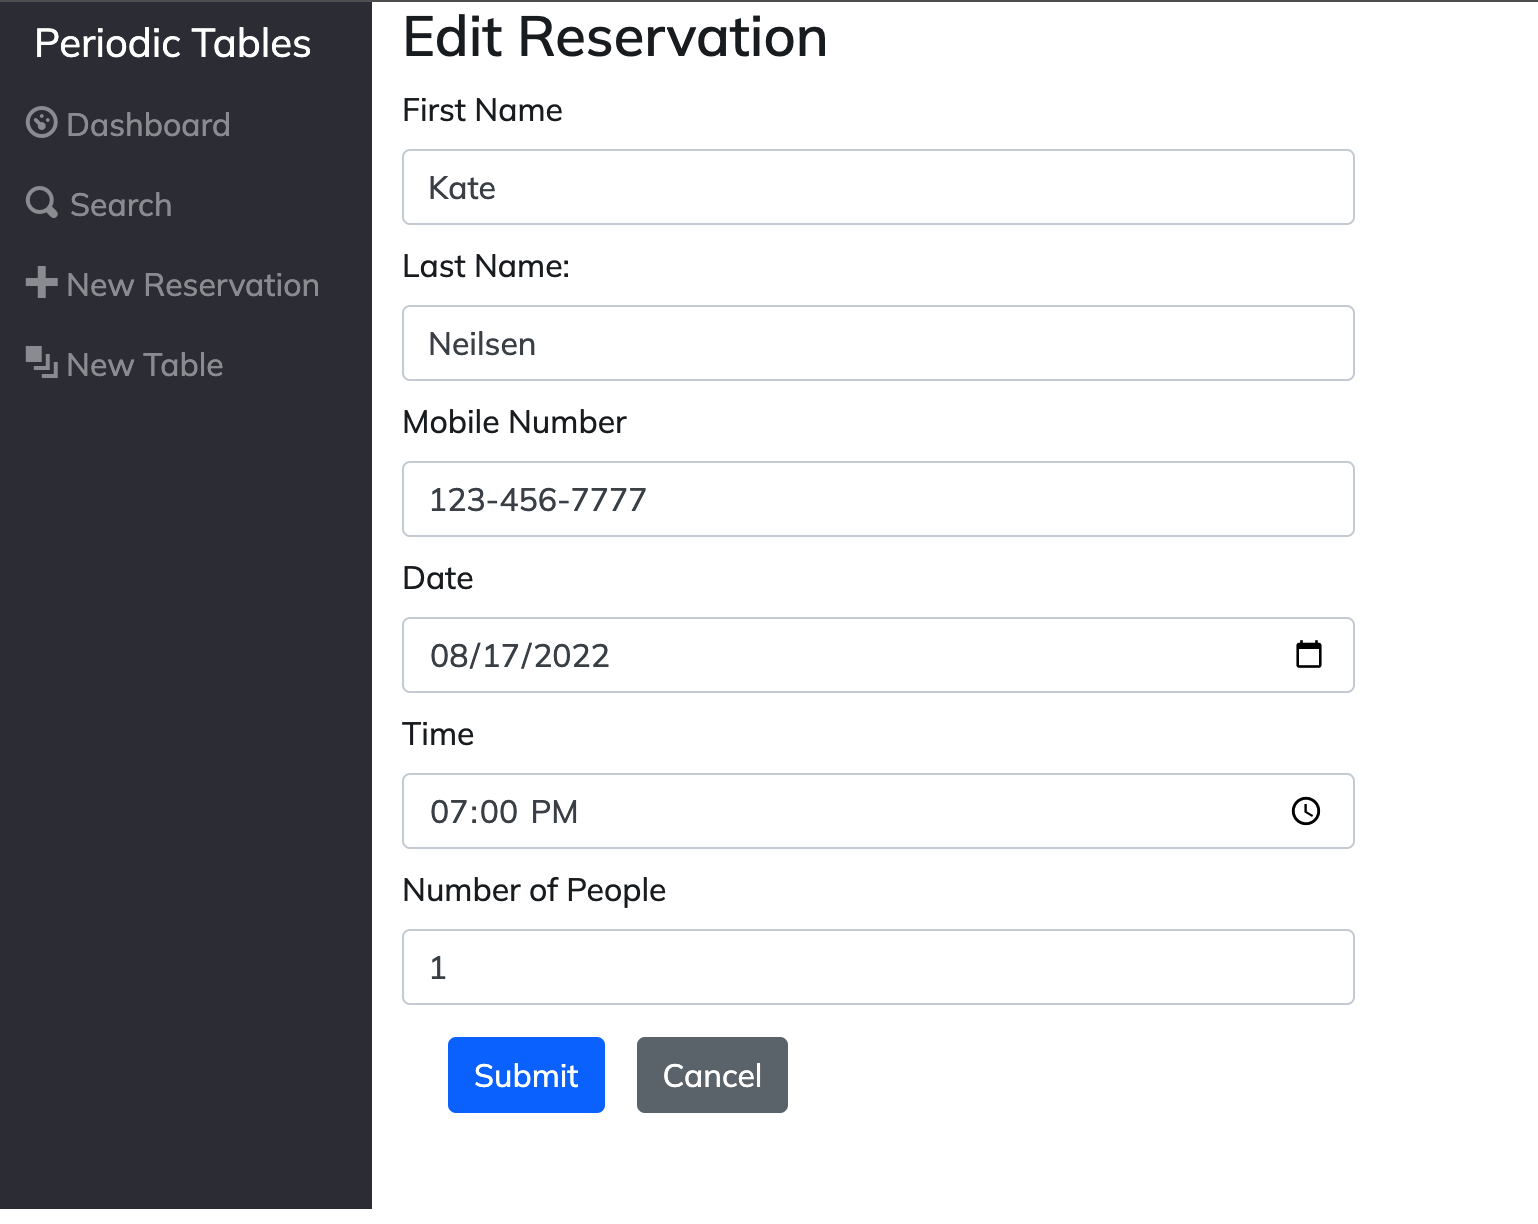 Periodic Tables
Dashboard
Search
New Reservation
New Table
Edit Reservation
First Name
Kate
Last Name:
Neilsen
Mobile Number
123-456-7777
Date
08/17/2022
Time
07:00 PM
Number of People
1
Submit
Cancel